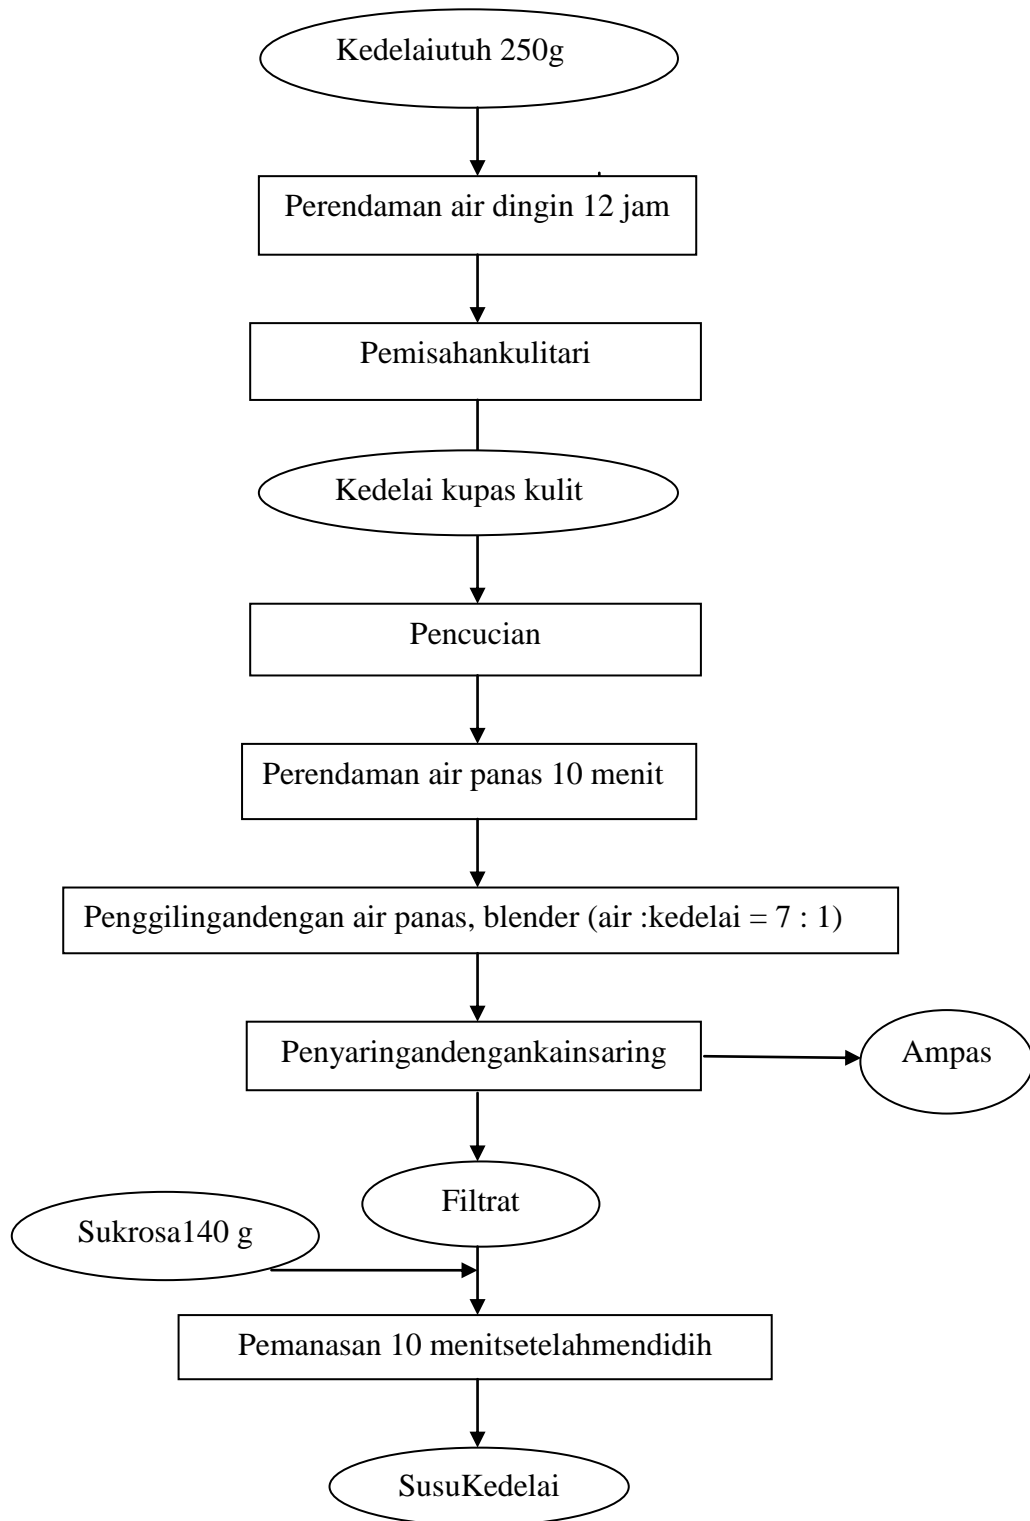 Kedelaiutuh 250g
Perendaman air dingin 12 jam
Pemisahankulitari
Kedelai kupas kulit
Pencucian
Perendaman air panas 10 menit
Penggilingandengan air panas, blender (air :kedelai = 7 : 1)
Penyaringandengankainsaring
Ampas
Filtrat
Sukrosa140 g
Pemanasan 10 menitsetelahmendidih
SusuKedelai